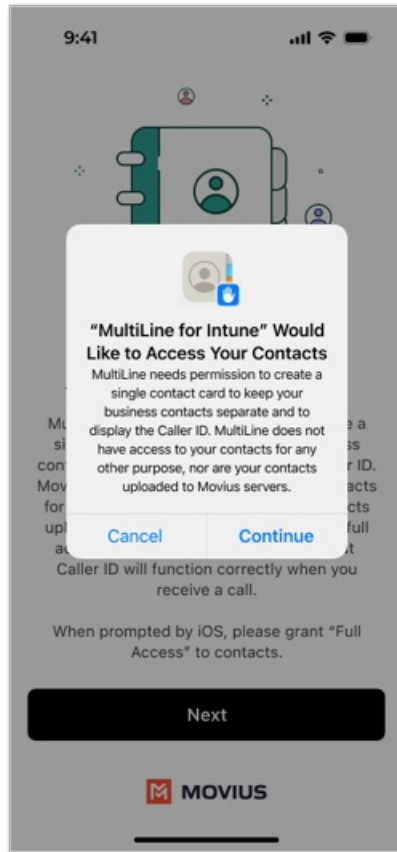 9:41
"MultiLine for Intune" Would
Like to Access Your Contacts
MultiLine needs permission to create a
single contact card to keep your
business contacts separate and to
display the Caller ID. MultiLine does not
have access to your contacts for any
other purpose, nor are your contacts
uploaded to Movius servers.
Cancel
Continue
a
ID.
for
full
Caller ID will function correctly when you
receive a call.
When prompted by iOS, please grant "Full
Access" to contacts.
Next
MOVIUS